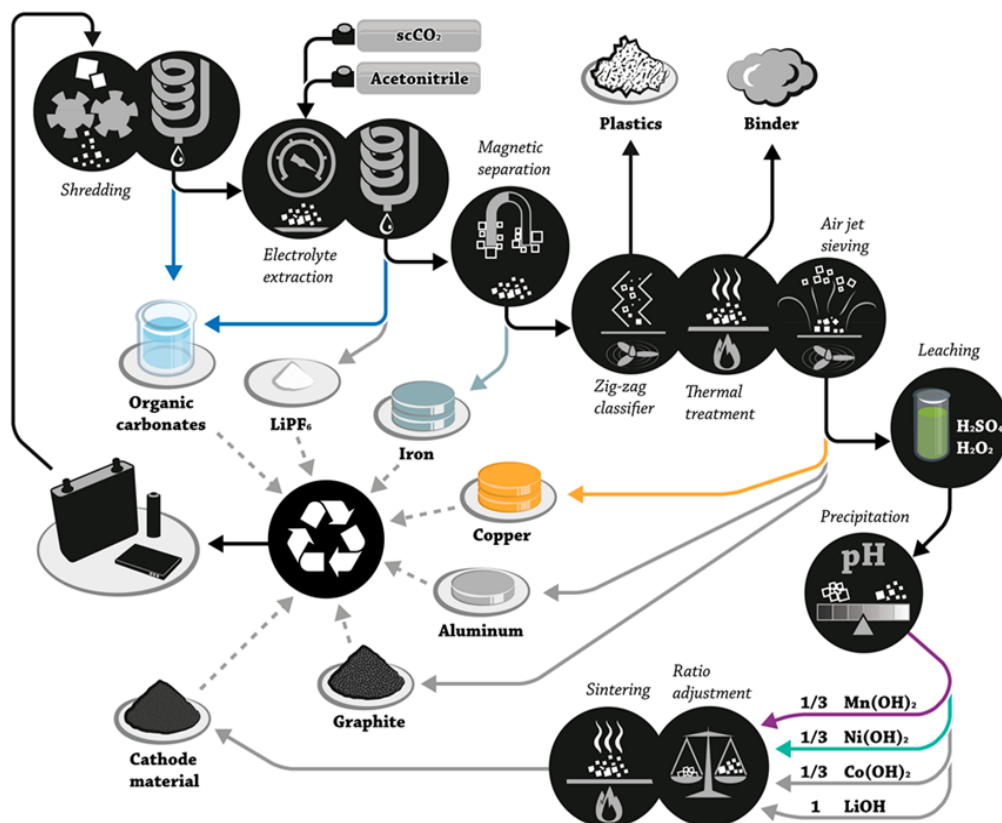 scCO₂
Acetonitrile
Shredding
Electrolyte
extraction
Magnetic
separation
Plastics
Binder
Air jet
sieving
Zig-zag
classifier
Thermal
treatment
Leaching
H₂SO₄
H₂O₂
Organic
carbonates
LiPF₆
Iron
Copper
Precipitation
pH
Aluminum
Graphite
Cathode
material
Sintering
Ratio
adjustment
1/3 Mn(OH)₂
1/3 Ni(OH)₂
1/3 Co(OH)₂
1 LiOH